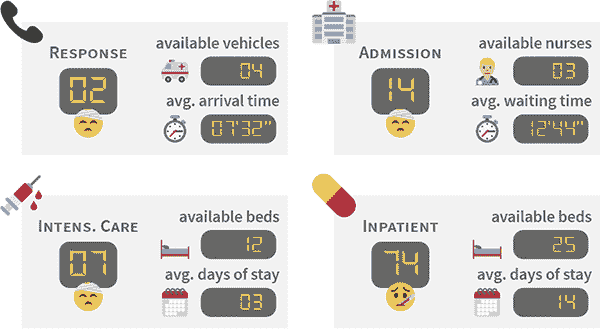 RESPONSE
02
available vehicles
04
avg. arrival time
07'32"
ADMISSION
14
available nurses
03
avg. waiting time
12'44"
INTENS. CARE
07
available beds
12
avg. days of stay
03
INPATIENT
74
available beds
25
avg. days of stay
14